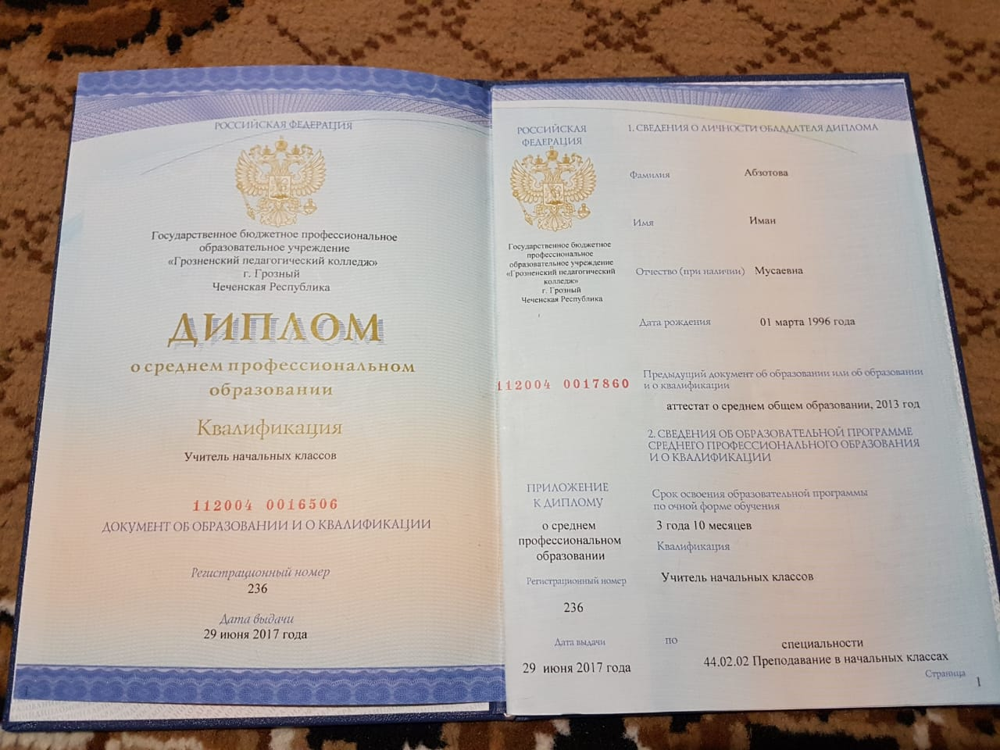 РОССИЙСКАЯ ФЕДЕРАЦИЯ
Государственное бюджетное профессиональное
образовательное учреждение
«Грозненский педагогический колледж»
г. Грозный
Чеченская Республика
ДИПЛОМ
о среднем профессиональном
образовании
Квалификация
Учитель начальных классов
112004 0016506
ДОКУМЕНТ ОБ ОБРАЗОВАНИИ И О КВАЛИФИКАЦИИ
Регистрационный номер
236
Дата выдачи
29 июня 2017 года
1
РОССИЙСКАЯ
ФЕДЕРАЦИЯ
Государственное бюджетное
профессиональное
образовательное учреждение
«Грозненский педагогический
колледж»
г. Грозный
Чеченская Республика
112004 0017860
ПРИЛОЖЕНИЕ
К ДИПЛОМУ
о среднем
профессиональном
образовании
Регистрационный номер
236
Дата выдачи
29 июня 2017 года
1. СВЕДЕНИЯ О ЛИЧНОСТИ ОБЛАДАТЕЛЯ ДИПЛОМА
Фамилия Абзотова
Имя Иман
Отчество (при наличии) Мусаевна
Дата рождения 01 марта 1996 года
Предыдущий документ об образовании или об образовании
и о квалификации
аттестат о среднем общем образовании, 2013 год
2. СВЕДЕНИЯ ОБ ОБРАЗОВАТЕЛЬНОЙ ПРОГРАММЕ
СРЕДНЕГО ПРОФЕССИОНАЛЬНОГО ОБРАЗОВАНИЯ
И О КВАЛИФИКАЦИИ
Срок освоения образовательной программы
по очной форме обучения
3 года 10 месяцев
Квалификация
Учитель начальных классов
по специальности
44.02.02 Преподавание в начальных классах
Страница 1